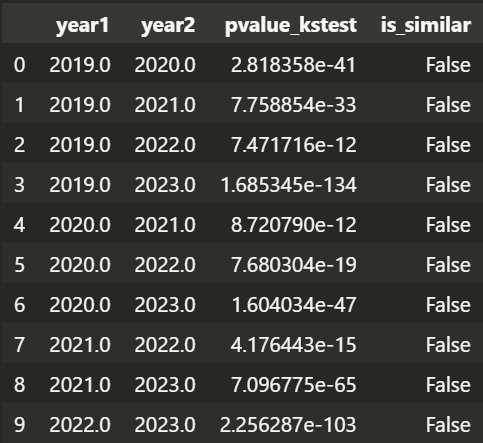 year1 year2 pvalue_kstest is_similar
0 2019.0 2020.0 2.818358e-41 False
1 2019.0 2021.0 7.758854e-33 False
2 2019.0 2022.0 7.471716e-12 False
3 2019.0 2023.0 1.685345e-134 False
4 2020.0 2021.0 8.720790e-12 False
5 2020.0 2022.0 7.680304e-19 False
6 2020.0 2023.0 1.604034e-47 False
7 2021.0 2022.0 4.176443e-15 False
8 2021.0 2023.0 7.096775e-65 False
9 2022.0 2023.0 2.256287e-103 False